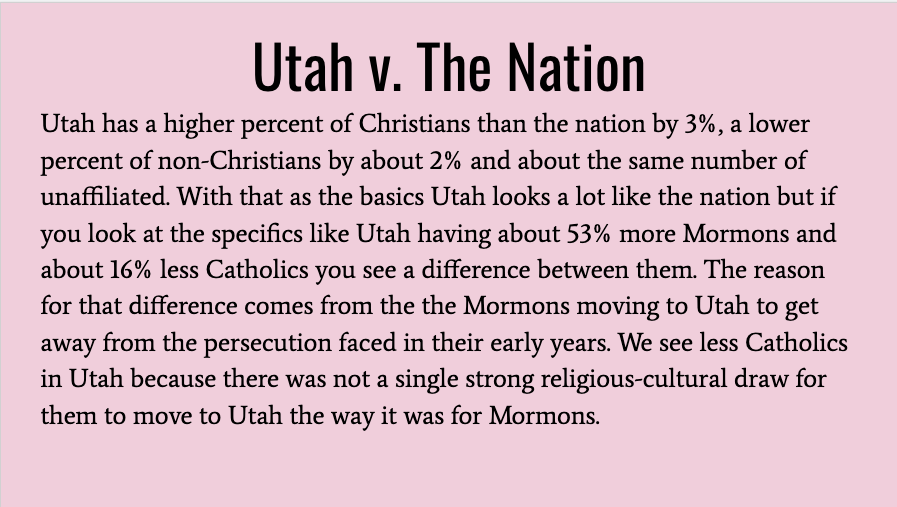 Utah v. The Nation
Utah has a higher percent of Christians than the nation by 3%, a lower
percent of non-Christians by about 2% and about the same number of
unaffiliated. With that as the basics Utah looks a lot like the nation but if
you look at the specifics like Utah having about 53% more Mormons and
about 16% less Catholics you see a difference between them. The reason
for that difference comes from the the Mormons moving to Utah to get
away from the persecution faced in their early years. We see less Catholics
in Utah because there was not a single strong religious-cultural draw for
them to move to Utah the way it was for Mormons.